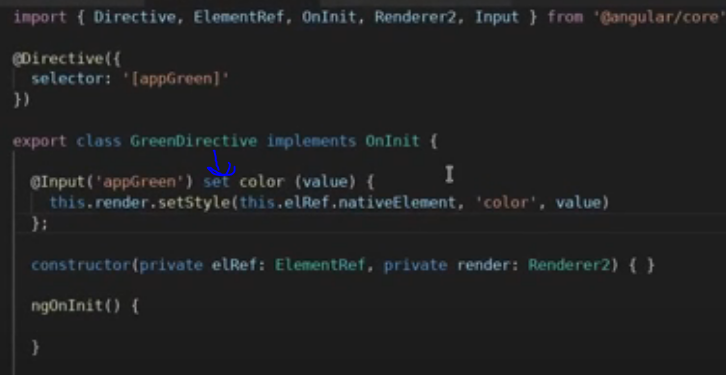 import { Directive, ElementRef, OnInit, Renderer2, Input } from '@angular/core'
@Directive({
selector: '[appGreen]'
})
export class GreenDirective implements OnInit {
@Input('appGreen') set color (value) {
this.render.setStyle(this.elRef.nativeElement, 'color', value)
};
constructor(private elRef: ElementRef, private render: Renderer2) { }
ngOnInit() {
}